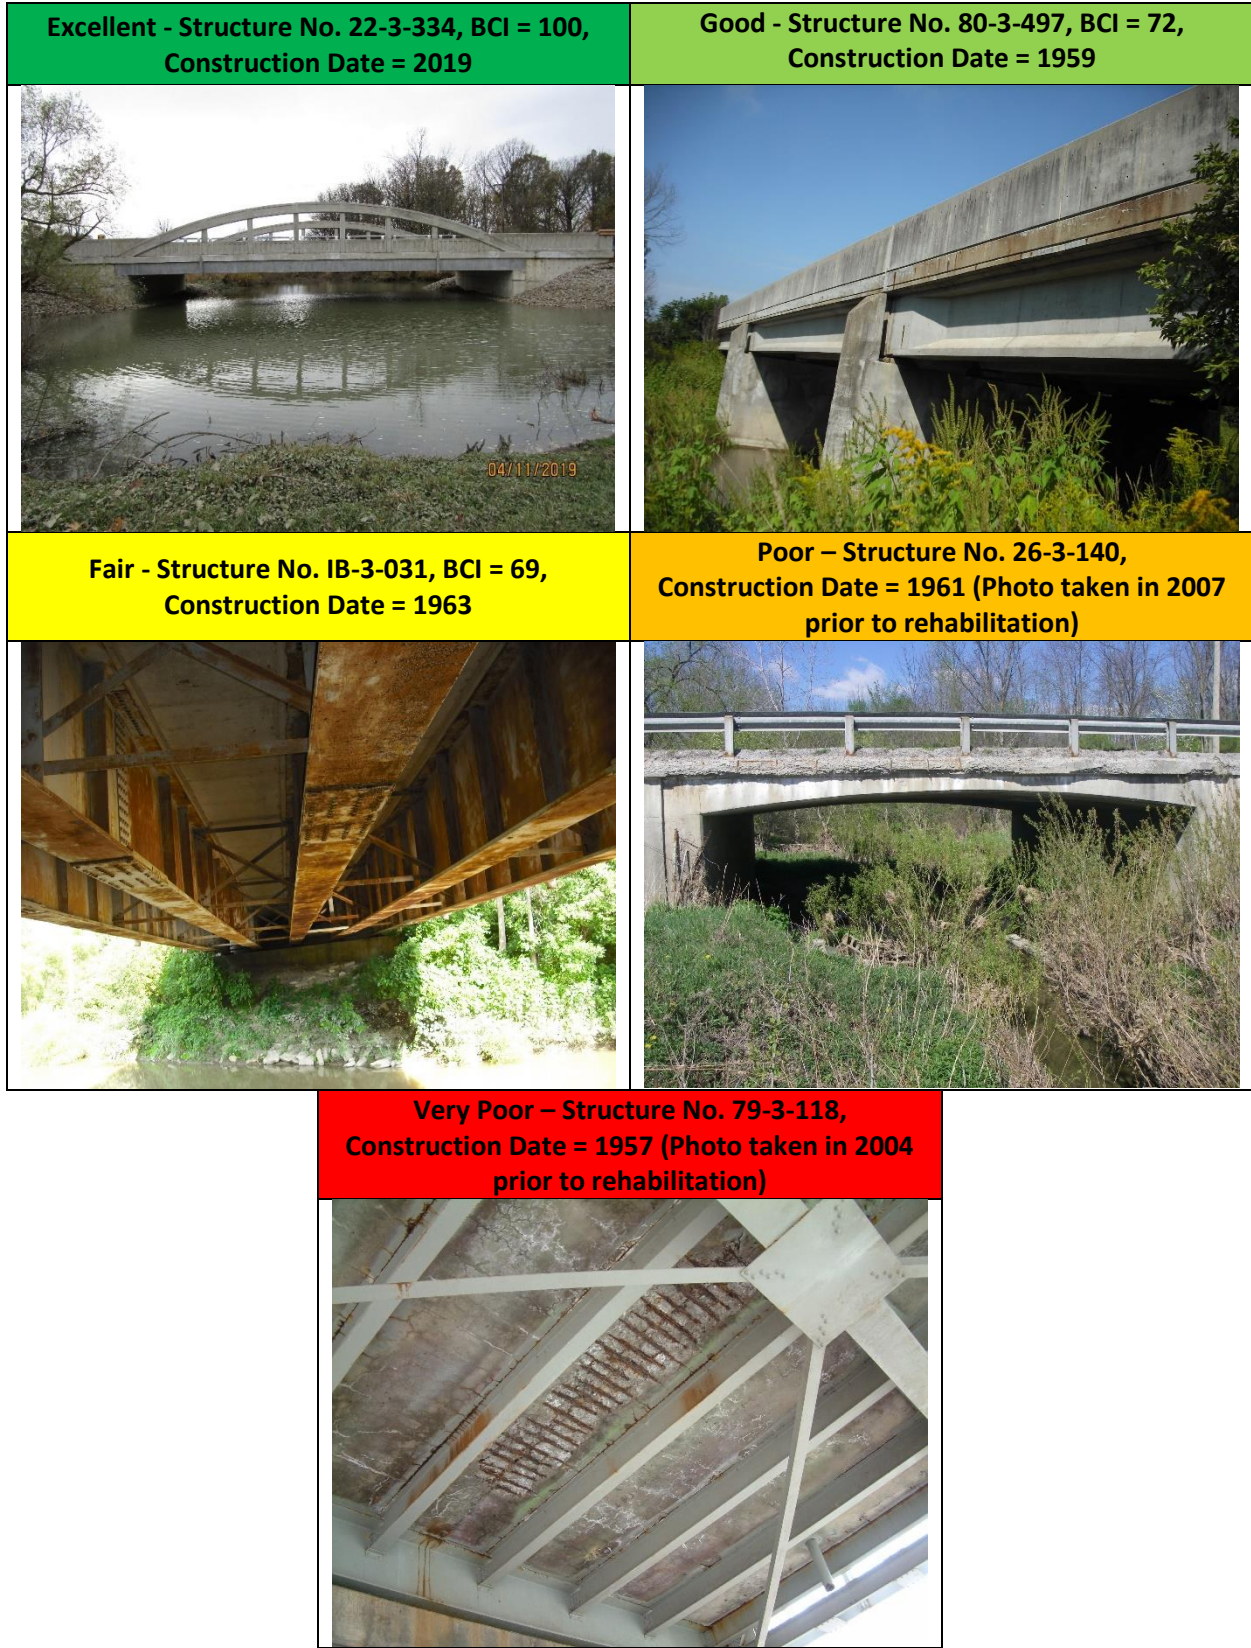 Excellent - Structure No. 22-3-334, BCI = 100,
Construction Date = 2019
Good - Structure No. 80-3-497, BCI = 72,
Construction Date = 1959
04/11/2019
Fair - Structure No. IB-3-031, BCI = 69,
Construction Date = 1963
Poor – Structure No. 26-3-140,
Construction Date = 1961 (Photo taken in 2007
prior to rehabilitation)
Very Poor – Structure No. 79-3-118,
Construction Date = 1957 (Photo taken in 2004
prior to rehabilitation)